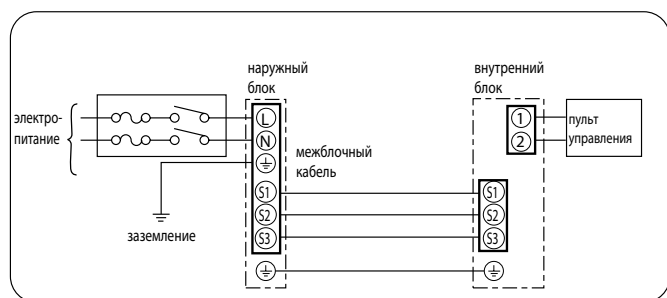 наружный
блок
внутренний
блок
электро-
питание
L
N
межблочный
кабель
S1
S2
S3
заземление
1
2
пульт
управления
S1
S2
S3